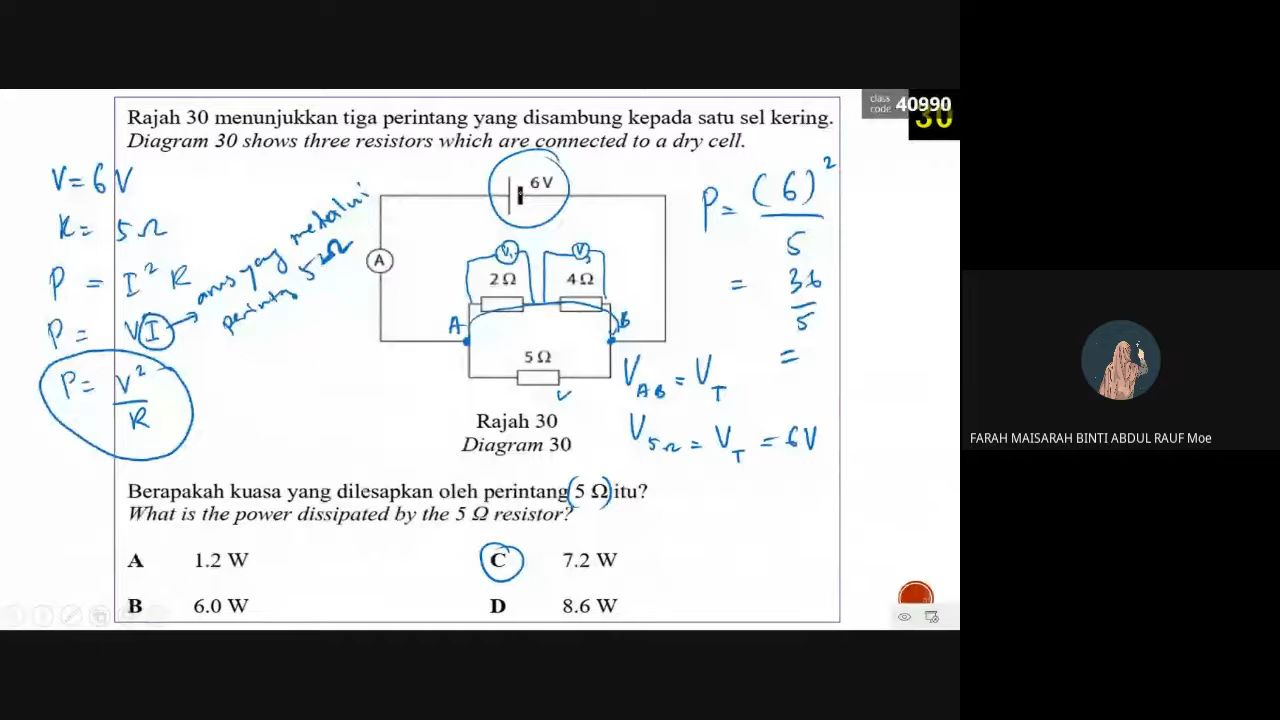 class code 40990
30
Rajah 30 menunjukkan tiga perintang yang disambung kepada satu sel kering.
Diagram 30 shows three resistors which are connected to a dry cell.
V = 6 V
R = 5 Ω
P = I² R
P = VI → arus yang melalui
perintang 5 Ω
P = V²
R
6 V
V₁
V₂
2 Ω
4 Ω
A
A
B
5 Ω
P = (6)²
5
= 36
5
=
V AB = V T
V 5Ω = V T = 6V
Rajah 30
Diagram 30
FARAH MAISARAH BINTI ABDUL RAUF Moe
Berapakah kuasa yang dilesapkan oleh perintang (5 Ω) itu?
What is the power dissipated by the 5 Ω resistor?
A 1.2 W
C 7.2 W
B 6.0 W
D 8.6 W